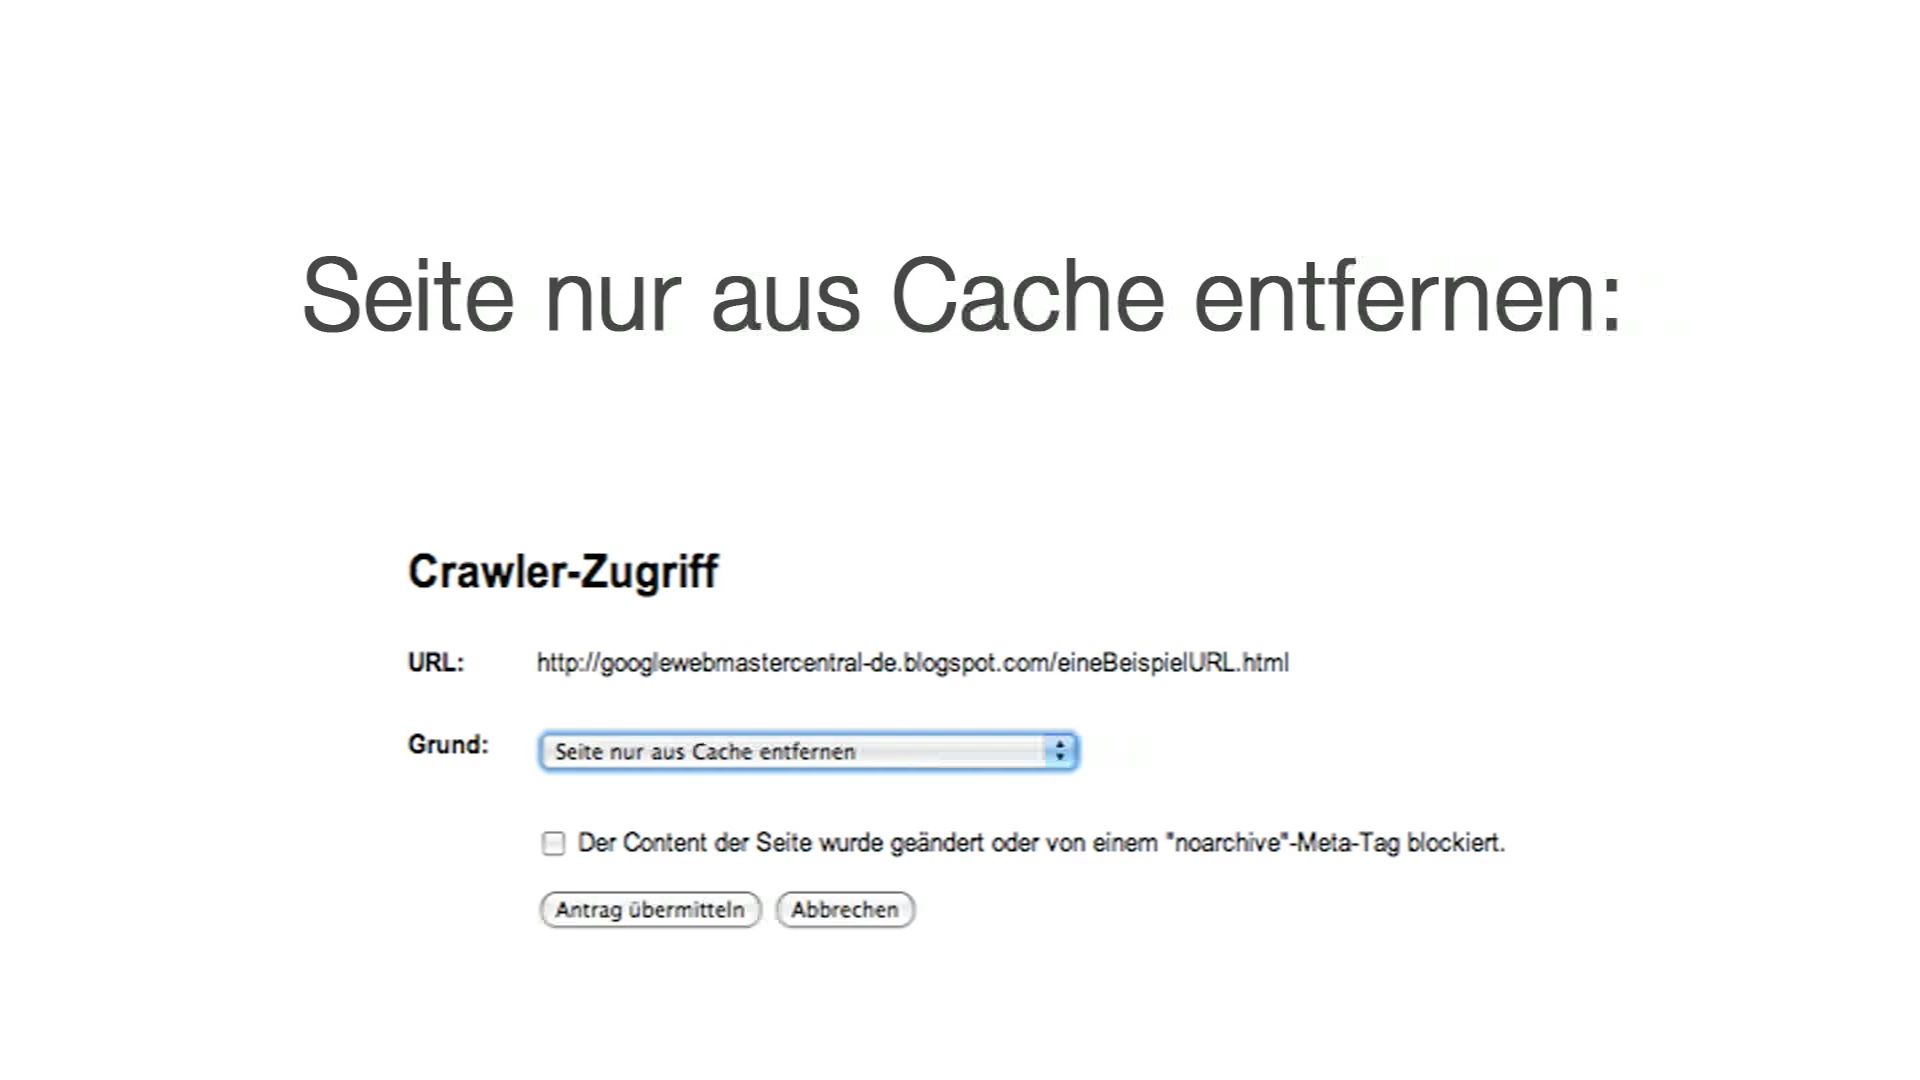 Seite nur aus Cache entfernen:
Crawler-Zugriff
URL: http://googlewebmastercentral-de.blogspot.com/eineBeispielURL.html
Grund: Seite nur aus Cache entfernen
Der Content der Seite wurde geändert oder von einem "noarchive"-Meta-Tag blockiert.
Antrag übermitteln Abbrechen